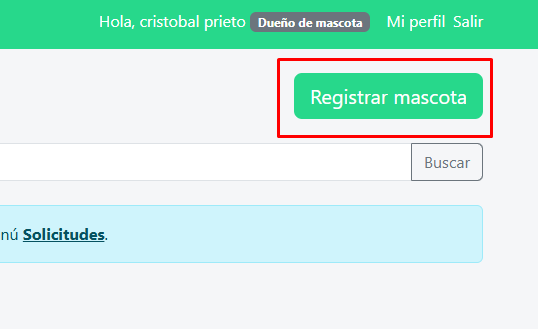 Hola, cristobal prieto Dueño de mascota Mi perfil Salir
Registrar mascota
Buscar
nú Solicitudes.